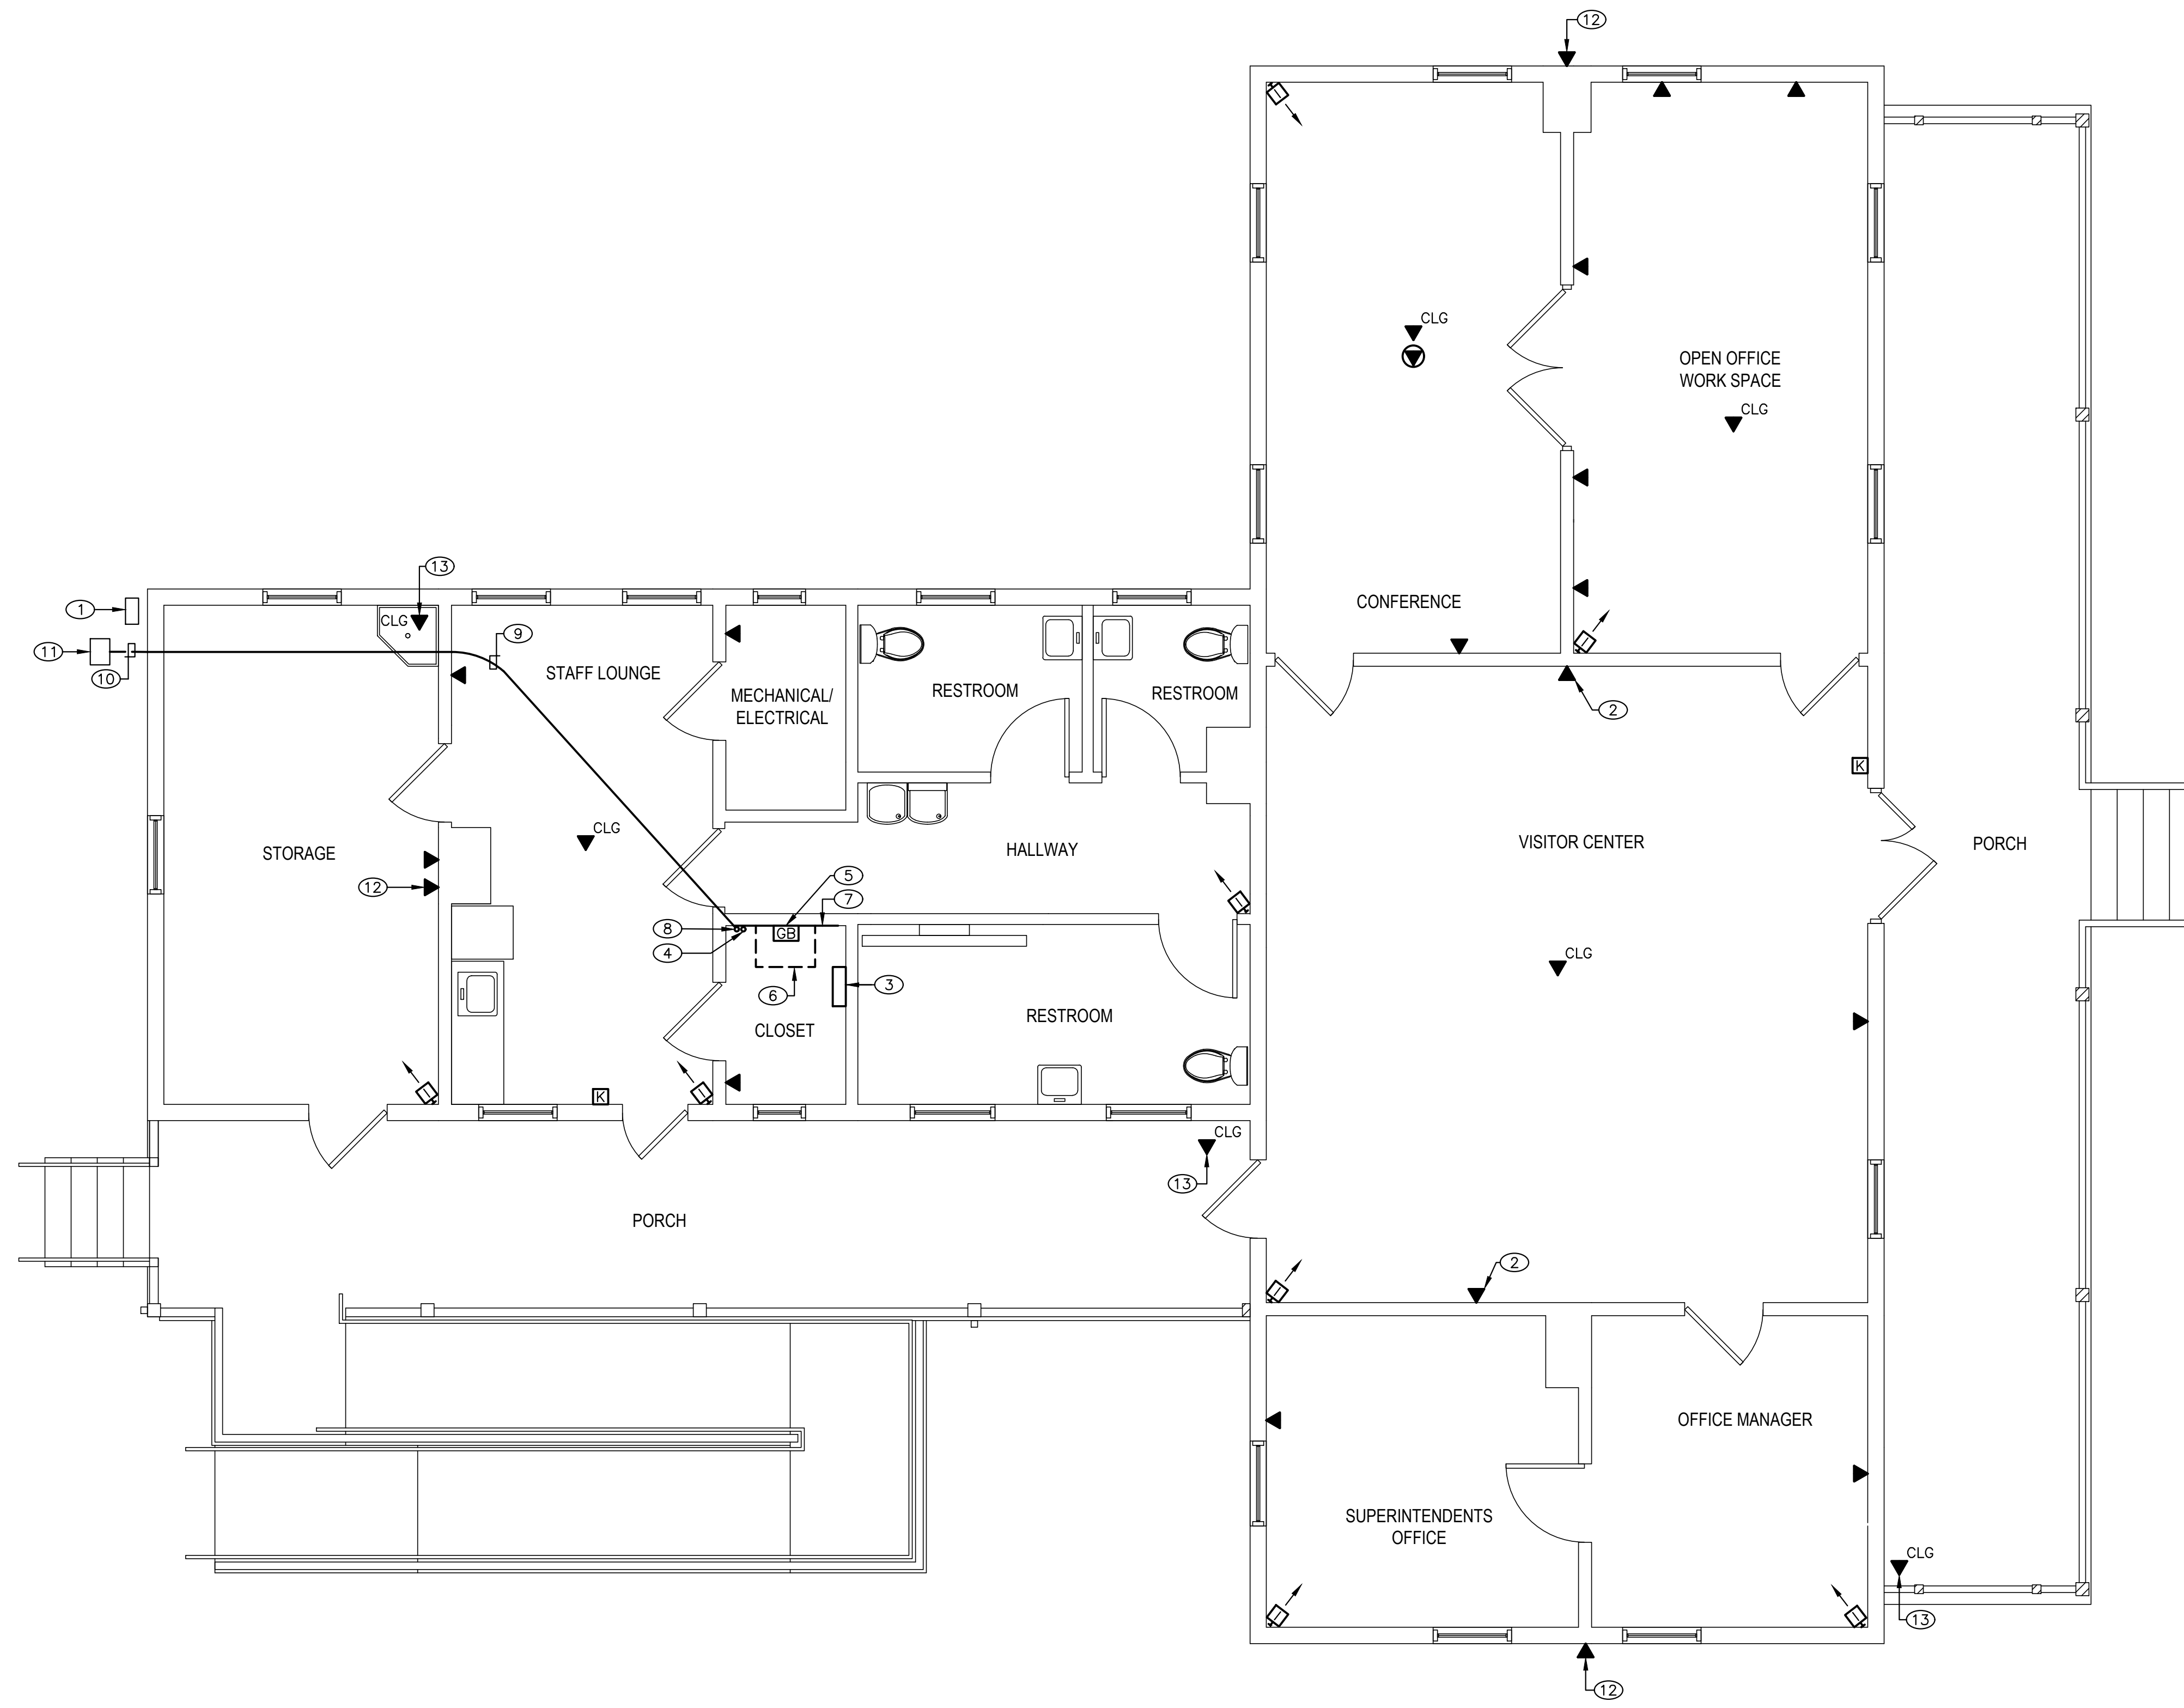 12
CLG
OPEN OFFICE
WORK SPACE
CLG
13
CONFERENCE
1
CLG
9
11
10
STAFF LOUNGE
MECHANICAL/
ELECTRICAL
RESTROOM
RESTROOM
2
K
CLG
STORAGE
HALLWAY
VISITOR CENTER
PORCH
12
5
7
8
GB
4
CLG
6
3
CLOSET
RESTROOM
K
CLG
13
PORCH
2
OFFICE MANAGER
SUPERINTENDENTS
OFFICE
CLG
13
12